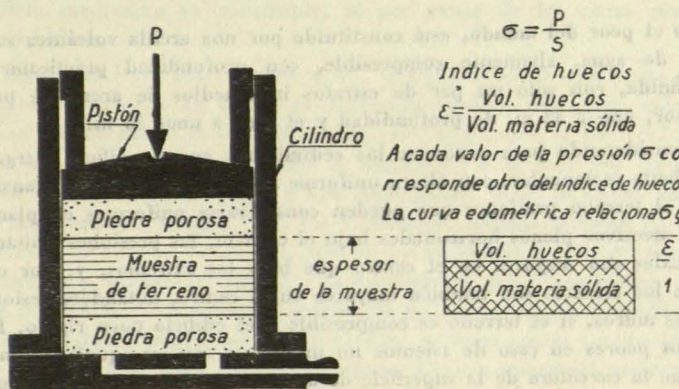 P
Pistón
Cilindro
Piedra porosa
Muestra
de terreno
Piedra porosa
espesor
de la muestra
σ = P
S
Indice de huecos
ε = Vol. huecos
Vol. materia sólida
A cada valor de la presión σ co
rresponde otro del indice de hueco
La curva edométrica relaciona σ y
Vol. huecos ε
Vol. materia sólida 1